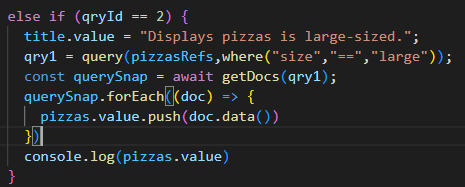 else if (qryId == 2) {
title.value = "Displays pizzas is large-sized.";
qry1 = query(pizzasRefs,where("size","==","large"));
const querySnap = await getDocs(qry1);
querySnap.forEach((doc) => {
pizzas.value.push(doc.data())
})
console.log(pizzas.value)
}